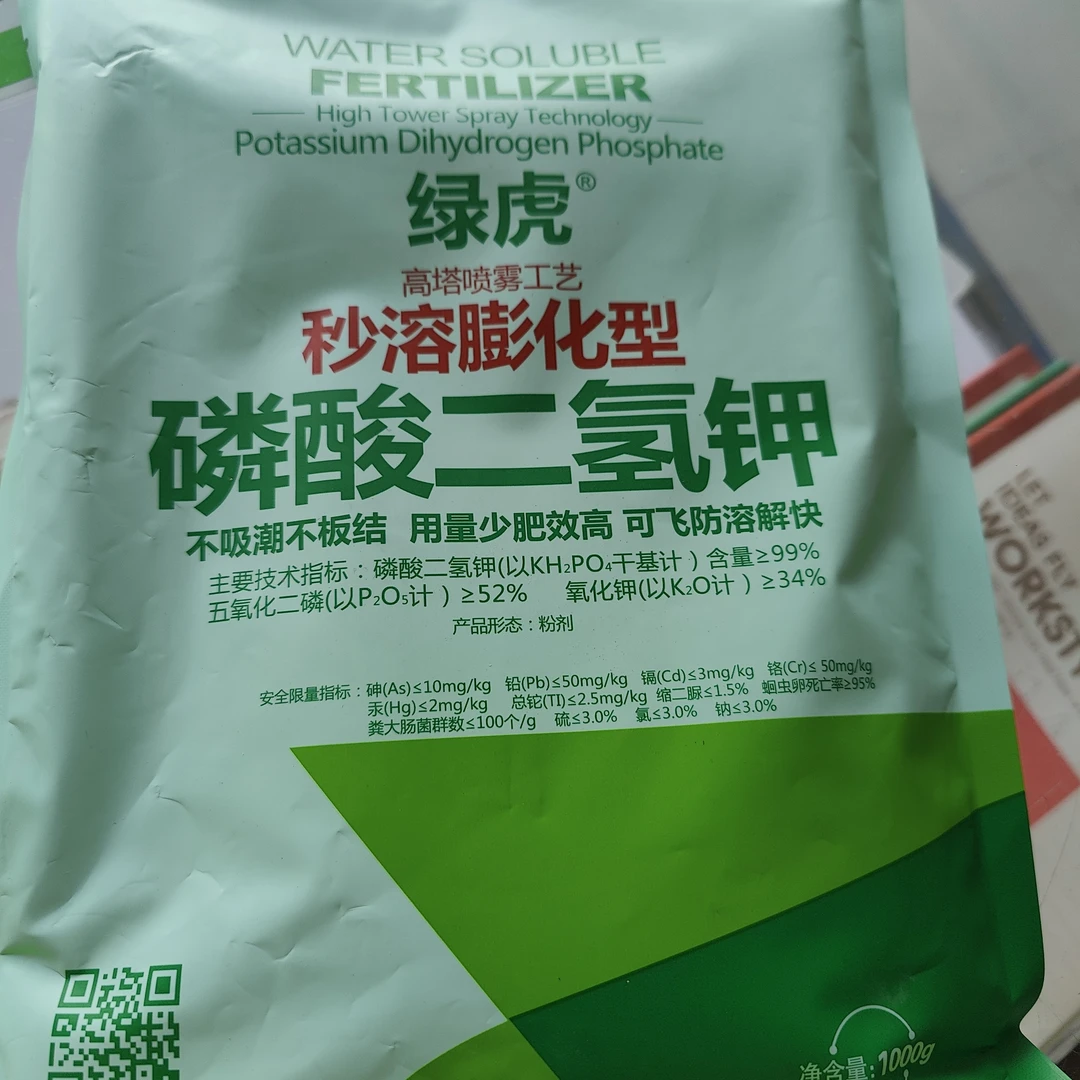 WATER SOLUBLE
FERTILIZER
High Tower Spray Technology
Potassium Dihydrogen Phosphate
绿虎®
高塔喷雾工艺
秒溶膨化型
磷酸二氢钾
不吸潮不板结 用量少肥效高 可飞防溶解快
主要技术指标：磷酸二氢钾(以KH₂PO₄干基计）含量≥99%
五氧化二磷(以P₂O₅计）≥52% 氧化钾(以K₂O计）≥34%
产品形态：粉剂
安全限量指标：砷(As)≤10mg/kg 铅(Pb)≤50mg/kg 镉(Cd)≤3mg/kg 铬(Cr)≤ 50mg/kg
汞(Hg)≤2mg/kg 总铊(TI)≤2.5mg/kg 缩二脲≤1.5% 蛔虫卵死亡率≥95%
粪大肠菌群数≤100个/g 硫≤3.0% 氯≤3.0% 钠≤3.0%
净含量:1000g
LET
IDEAS FLY